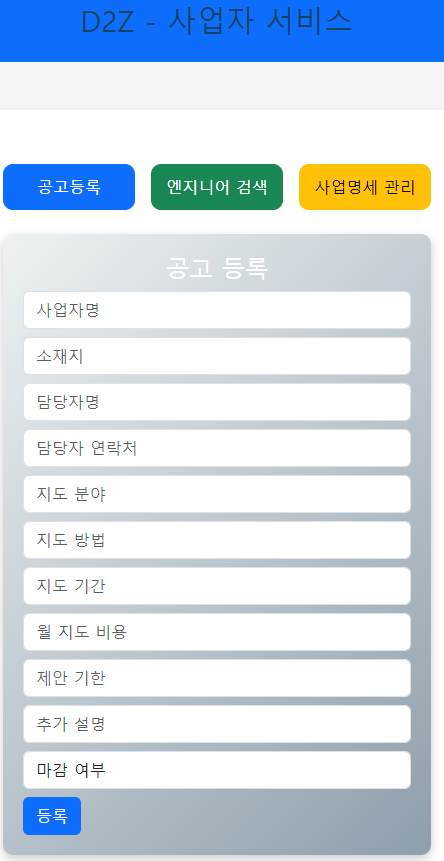 D2Z - 사업자 서비스
공고등록 엔지니어 검색 사업명세 관리
공고 등록
사업자명
소재지
담당자명
담당자 연락처
지도 분야
지도 방법
지도 기간
월 지도 비용
제안 기한
추가 설명
마감 여부
등록